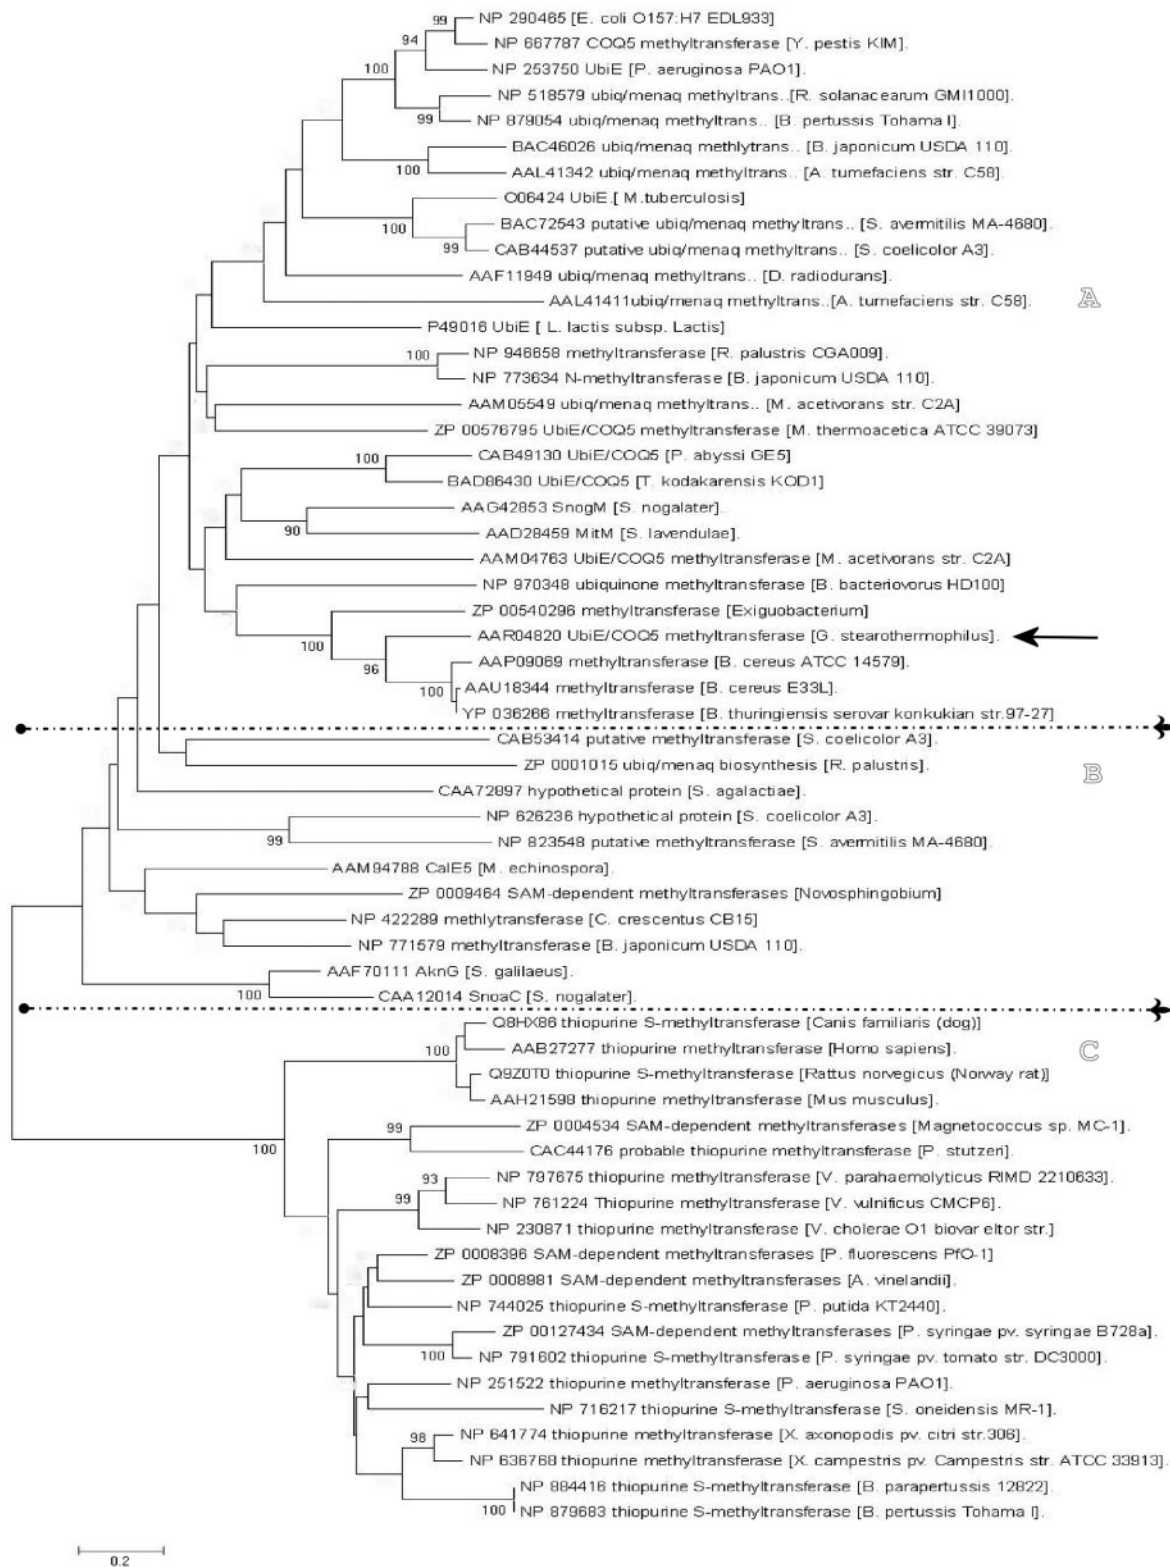 99
NP 290465 [E. coli O157:H7 EDL933]
94
NP 667787 COQ5 methyltransferase [Y. pestis KIM].
100
NP 253750 UbiE [P. aeruginosa PAO1].
NP 518579 ubiq/menaq methyltrans..[R. solanacearum GMI1000].
99
NP 879054 ubiq/menaq methyltrans.. [B. pertussis Tohama I].
BAC46026 ubiq/menaq methlytrans.. [B. japonicum USDA 110].
100
AAL41342 ubiq/menaq methyltrans.. [A. tumefaciens str. C58].
O06424 UbiE.[ M.tuberculosis]
100
BAC72543 putative ubiq/menaq methyltrans.. [S. avermitilis MA-4680].
99
CAB44537 putative ubiq/menaq methyltrans.. [S. coelicolor A3].
AAF11949 ubiq/menaq methyltrans.. [D. radiodurans].
A
AAL41411ubiq/menaq methyltrans..[A. tumefaciens str. C58].
P49016 UbiE [ L. lactis subsp. Lactis]
100
NP 946658 methyltransferase [R. palustris CGA009].
NP 773634 N-methyltransferase [B. japonicum USDA 110].
AAM05549 ubiq/menaq methyltrans.. [M. acetivorans str. C2A]
ZP 00576795 UbiE/COQ5 methyltransferase [M. thermoacetica ATCC 39073]
100
CAB49130 UbiE/COQ5 [P. abyssi GE5]
BAD86430 UbiE/COQ5 [T. kodakarensis KOD1]
AAG42853 SnogM [S. nogalater].
90
AAD28459 MitM [S. lavendulae].
AAM04763 UbiE/COQ5 methyltransferase [M. acetivorans str. C2A]
NP 970348 ubiquinone methyltransferase [B. bacteriovorus HD100]
ZP 00540296 methyltransferase [Exiguobacterium]
100
AAR04820 UbiE/COQ5 methyltransferase [G. stearothermophilus].
96
AAP09069 methyltransferase [B. cereus ATCC 14579].
100
AAU18344 methyltransferase [B. cereus E33L].
YP 036266 methyltransferase [B. thuringiensis serovar konkukian str.97-27]
CAB53414 putative methyltransferase [S. coelicolor A3].
B
ZP 0001015 ubiq/menaq biosynthesis [R. palustris].
CAA72897 hypothetical protein [S. agalactiae].
NP 626236 hypothetical protein [S. coelicolor A3].
99
NP 823548 putative methyltransferase [S. avermitilis MA-4680].
AAM94788 CalE5 [M. echinospora].
ZP 0009464 SAM-dependent methyltransferases [Novosphingobium]
NP 422289 methlytransferase [C. crescentus CB15]
NP 771579 methyltransferase [B. japonicum USDA 110].
AAF70111 AknG [S. galilaeus].
100
CAA12014 SnoaC [S. nogalater].
Q8HX86 thiopurine S-methyltransferase [Canis familiaris (dog)]
100
AAB27277 thiopurine methyltransferase [Homo sapiens].
C
Q9Z0T0 thiopurine S-methyltransferase [Rattus norvegicus (Norway rat)]
AAH21598 thiopurine methyltransferase [Mus musculus].
99
ZP 0004534 SAM-dependent methyltransferases [Magnetococcus sp. MC-1].
100
CAC44176 probable thiopurine methyltransferase [P. stutzeri].
93
NP 797675 thiopurine methyltransferase [V. parahaemolyticus RIMD 2210633].
99
NP 761224 Thiopurine methyltransferase [V. vulnificus CMCP6].
NP 230871 thiopurine methyltransferase [V. cholerae O1 biovar eltor str.]
ZP 0008396 SAM-dependent methyltransferases [P. fluorescens PfO-1]
ZP 0008981 SAM-dependent methyltransferases [A. vinelandii].
NP 744025 thiopurine S-methyltransferase [P. putida KT2440].
ZP 00127434 SAM-dependent methyltransferases [P. syringae pv. syringae B728a].
100
NP 791602 thiopurine S-methyltransferase [P. syringae pv. tomato str. DC3000].
NP 251522 thiopurine methyltransferase [P. aeruginosa PAO1].
NP 716217 thiopurine S-methyltransferase [S. oneidensis MR-1].
98
NP 641774 thiopurine methyltransferase [X. axonopodis pv. citri str.306].
NP 636768 thiopurine methyltransferase [X. campestris pv. Campestris str. ATCC 33913].
NP 884416 thiopurine S-methyltransferase [B. parapertussis 12822].
100
NP 879683 thiopurine S-methyltransferase [B. pertussis Tohama I].
0.2